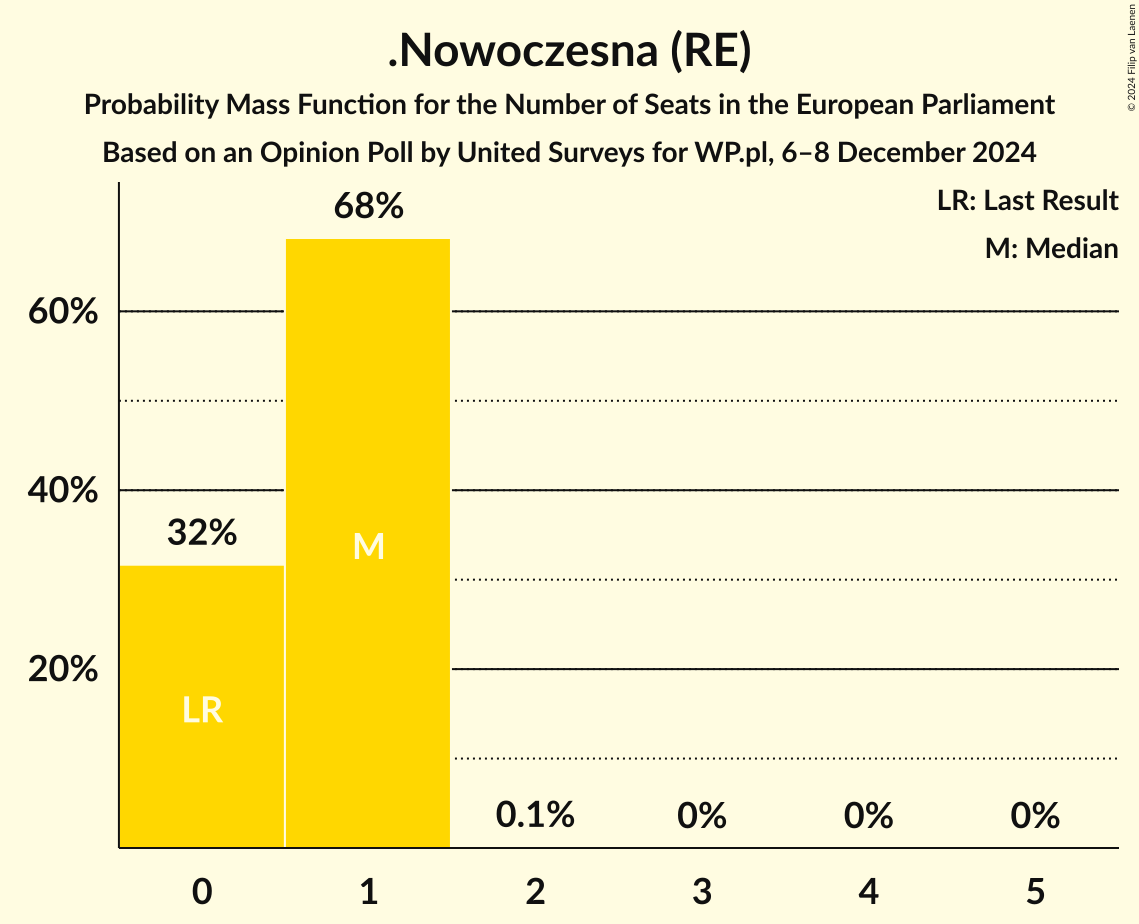 .Nowoczesna (RE)
Probability Mass Function for the Number of Seats in the European Parliament
Based on an Opinion Poll by United Surveys for WP.pl, 6–8 December 2024
© 2024 Filip van Laenen
LR: Last Result
M: Median
68%
60%
40%
32%
M
20%
LR
0.1%
0%
0%
0%
0
1
2
3
4
5